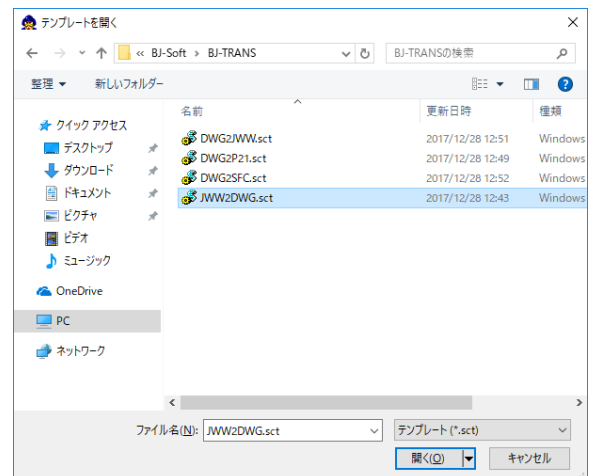 テンプレートを開く
« BJ-Soft › BJ-TRANS
BJ-TRANSの検索
整理
新しいフォルダー
名前
更新日時
種類
クイック アクセス
デスクトップ
ダウンロード
ドキュメント
ピクチャ
ビデオ
ミュージック
OneDrive
PC
ネットワーク
DWG2JWW.sct 2017/12/28 12:51 Windows
DWG2P21.sct 2017/12/28 12:49 Windows
DWG2SFC.sct 2017/12/28 12:52 Windows
JWW2DWG.sct 2017/12/28 12:43 Windows
ファイル名(N): JWW2DWG.sct
テンプレート (*.sct)
開く(O)
キャンセル